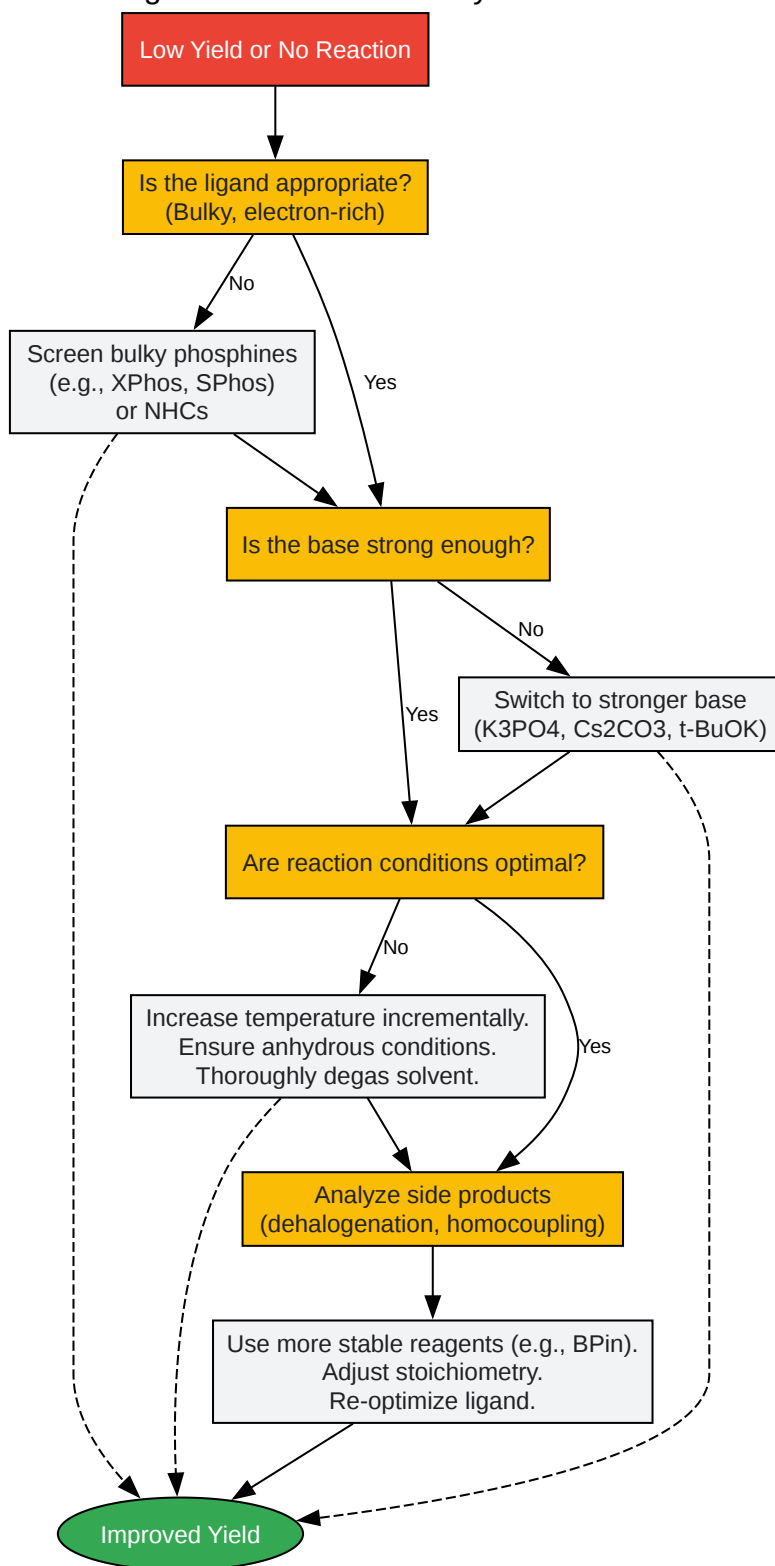 Low Yield or No Reaction
Is the ligand appropriate?
(Bulky, electron-rich)
No
Yes
Screen bulky phosphines
(e.g., XPhos, SPhos)
or NHCs
Is the base strong enough?
No
Yes
Switch to stronger base
(K3PO4, Cs2CO3, t-BuOK)
Are reaction conditions optimal?
No
Yes
Increase temperature incrementally.
Ensure anhydrous conditions.
Thoroughly degas solvent.
Analyze side products
(dehalogenation, homocoupling)
Use more stable reagents (e.g., BPin).
Adjust stoichiometry.
Re-optimize ligand.
Improved Yield